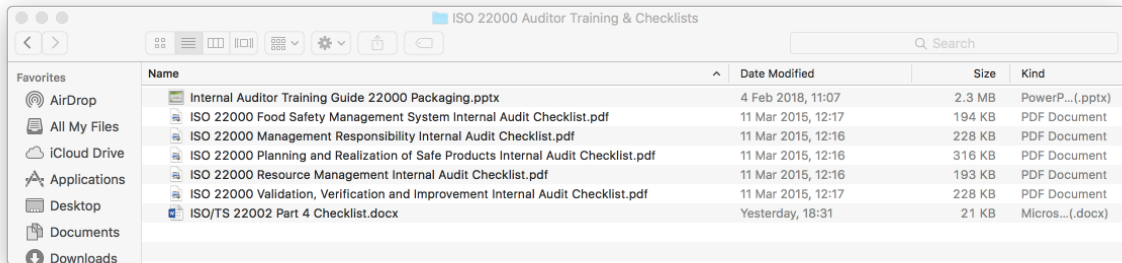 ISO 22000 Auditor Training & Checklists
Search
Favorites
AirDrop
All My Files
iCloud Drive
Applications
Desktop
Documents
Downloads
Name Date Modified Size Kind
Internal Auditor Training Guide 22000 Packaging.pptx 4 Feb 2018, 11:07 2.3 MB PowerP...(.pptx)
ISO 22000 Food Safety Management System Internal Audit Checklist.pdf 11 Mar 2015, 12:17 194 KB PDF Document
ISO 22000 Management Responsibility Internal Audit Checklist.pdf 11 Mar 2015, 12:16 228 KB PDF Document
ISO 22000 Planning and Realization of Safe Products Internal Audit Checklist.pdf 11 Mar 2015, 12:16 316 KB PDF Document
ISO 22000 Resource Management Internal Audit Checklist.pdf 11 Mar 2015, 12:16 193 KB PDF Document
ISO 22000 Validation, Verification and Improvement Internal Audit Checklist.pdf 11 Mar 2015, 12:17 228 KB PDF Document
ISO/TS 22002 Part 4 Checklist.docx Yesterday, 18:31 21 KB Micros...(.docx)